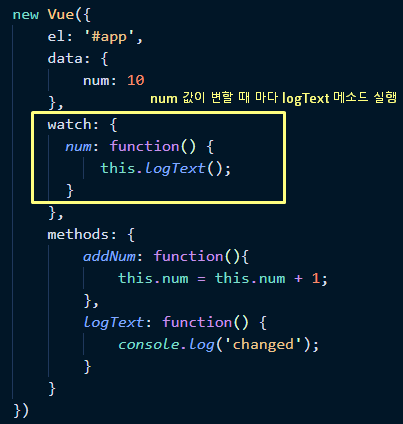 new Vue({
    el: '#app',
    data: {
        num: 10
    },
num 값이 변할 때 마다 logText 메소드 실행
    watch: {
      num: function() {
          this.logText();
      }
    },
    methods: {
        addNum: function(){
            this.num = this.num + 1;
        },
        logText: function() {
            console.log('changed');
        }
    }
})